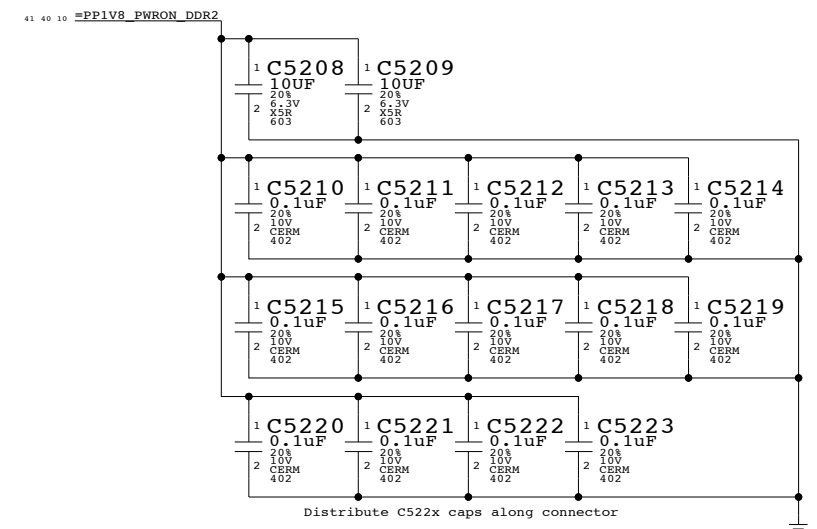 41 40 10 =PP1V8_PWRON_DDR2
1 C5208 1 C5209
10UF 10UF
20% 20%
2 6.3V 2 6.3V
X5R X5R
603 603
1 C5210 1 C5211 1 C5212 1 C5213 1 C5214
0.1uF 0.1uF 0.1uF 0.1uF 0.1uF
20% 20% 20% 20% 20%
2 10V 2 10V 2 10V 2 10V 2 10V
CERM CERM CERM CERM CERM
402 402 402 402 402
1 C5215 1 C5216 1 C5217 1 C5218 1 C5219
0.1uF 0.1uF 0.1uF 0.1uF 0.1uF
20% 20% 20% 20% 20%
2 10V 2 10V 2 10V 2 10V 2 10V
CERM CERM CERM CERM CERM
402 402 402 402 402
1 C5220 1 C5221 1 C5222 1 C5223
0.1uF 0.1uF 0.1uF 0.1uF
20% 20% 20% 20%
2 10V 2 10V 2 10V 2 10V
CERM CERM CERM CERM
402 402 402 402
Distribute C522x caps along connector